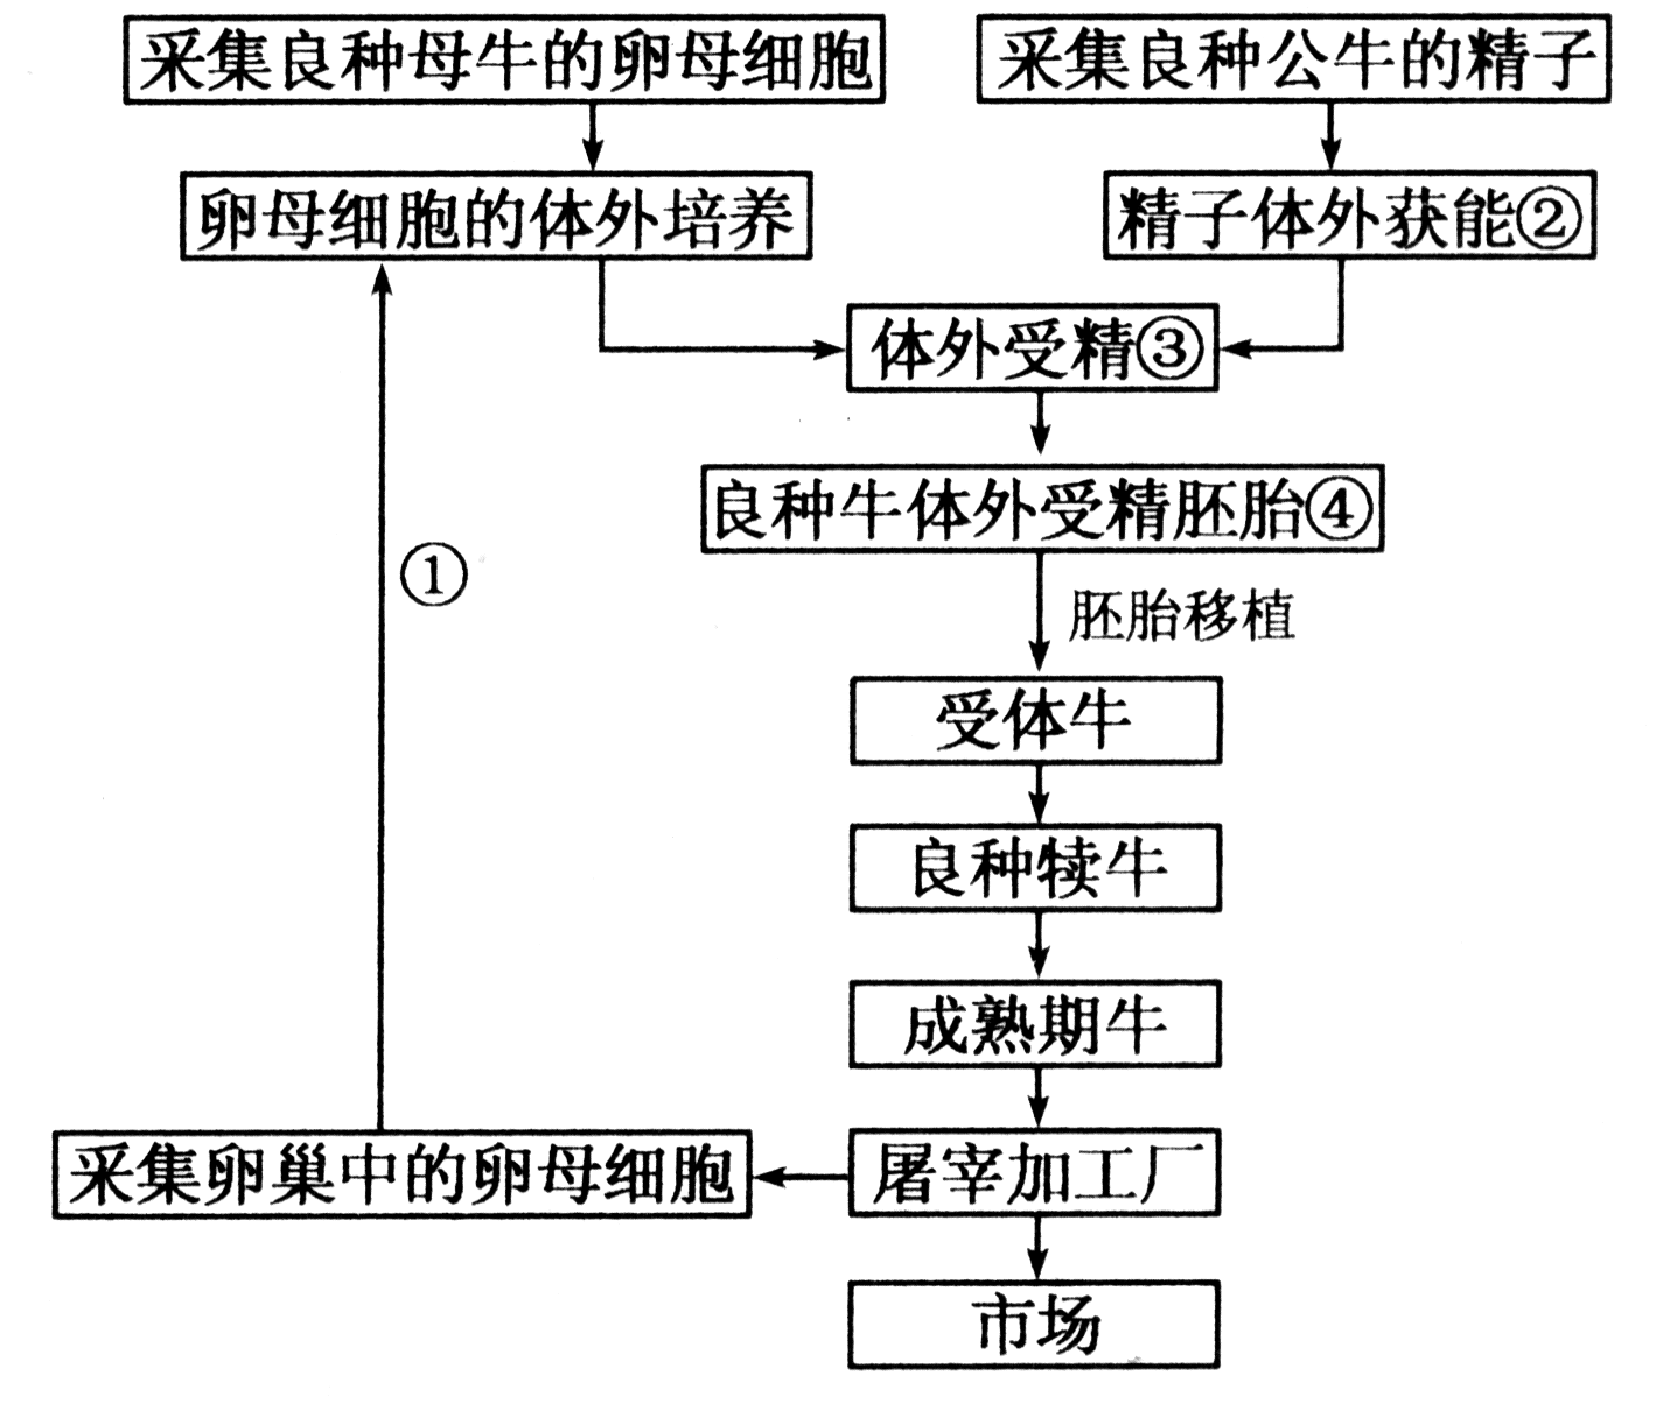 采集良种母牛的卵母细胞
采集良种公牛的精子
卵母细胞的体外培养
精子体外获能②
体外受精③
良种牛体外受精胚胎④
①
胚胎移植
受体牛
良种犊牛
成熟期牛
采集卵巢中的卵母细胞
屠宰加工厂
市场